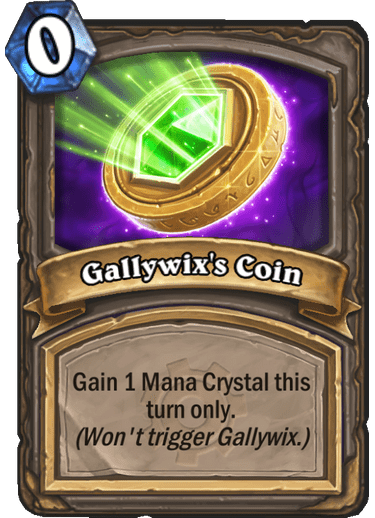 0
Gallywix's Coin
Gain 1 Mana Crystal this
turn only.
(Won't trigger Gallywix.)